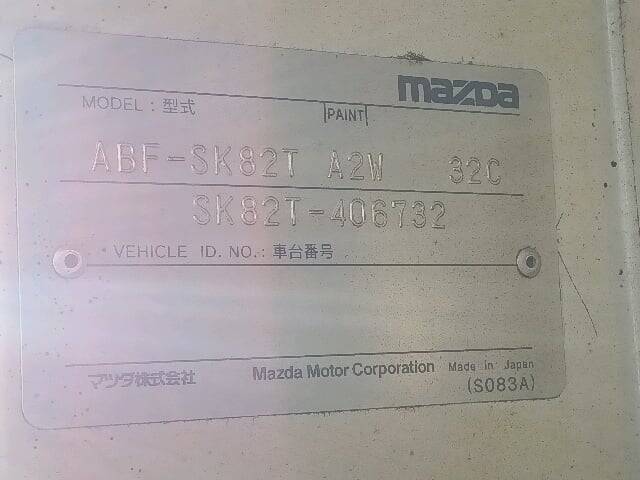 mazda
MODEL : 型式 PAINT
ABF-SK82T A2W 32C
SK82T-406732
VEHICLE ID. NO. : 車台番号
マツダ株式会社 Mazda Motor Corporation Made in Japan
(S083A)